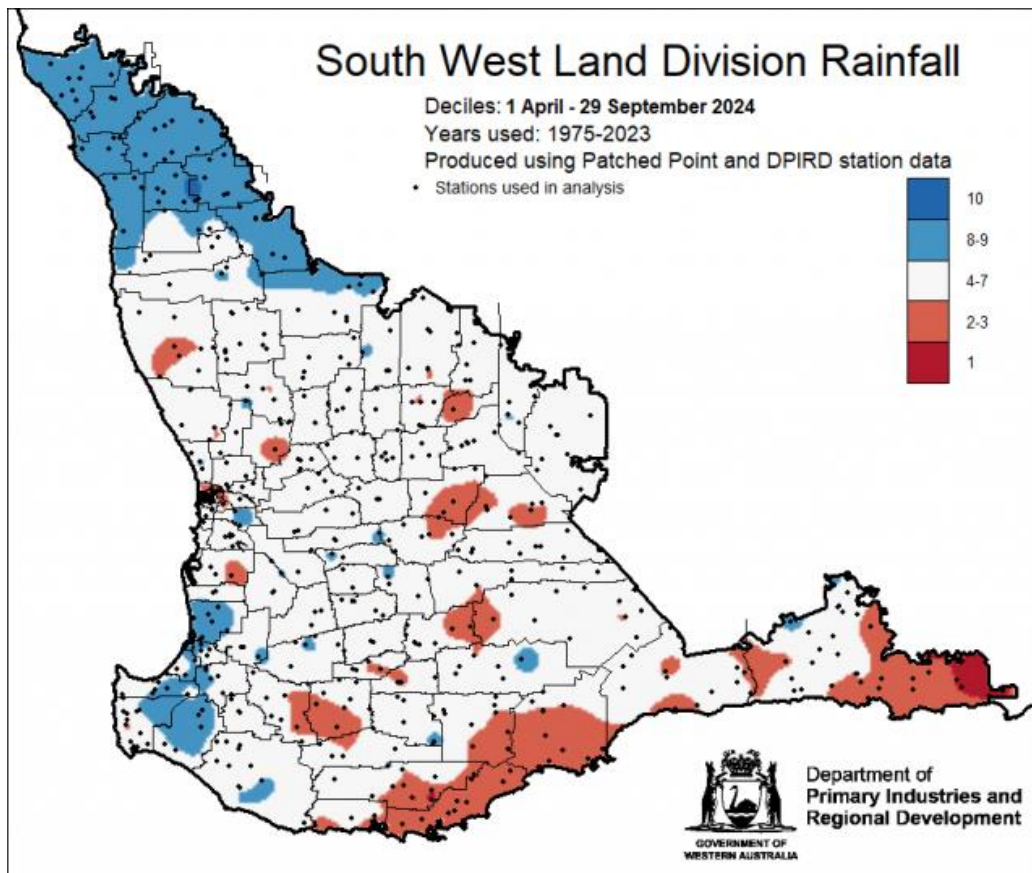 South West Land Division Rainfall
Deciles: 1 April - 29 September 2024
Years used: 1975-2023
Produced using Patched Point and DPIRD station data
Stations used in analysis
10
8-9
4-7
2-3
1
Department of
Primary Industries and
Regional Development
GOVERNMENT OF
WESTERN AUSTRALIA